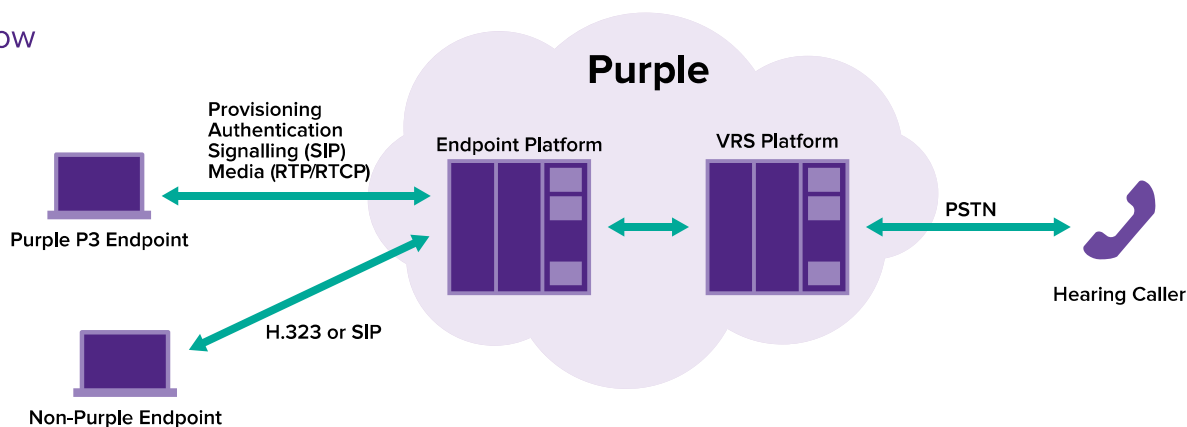 Purple
Provisioning
Authentication
Signalling (SIP)
Media (RTP/RTCP)
Endpoint Platform
VRS Platform
PSTN
Purple P3 Endpoint
Hearing Caller
H.323 or SIP
Non-Purple Endpoint